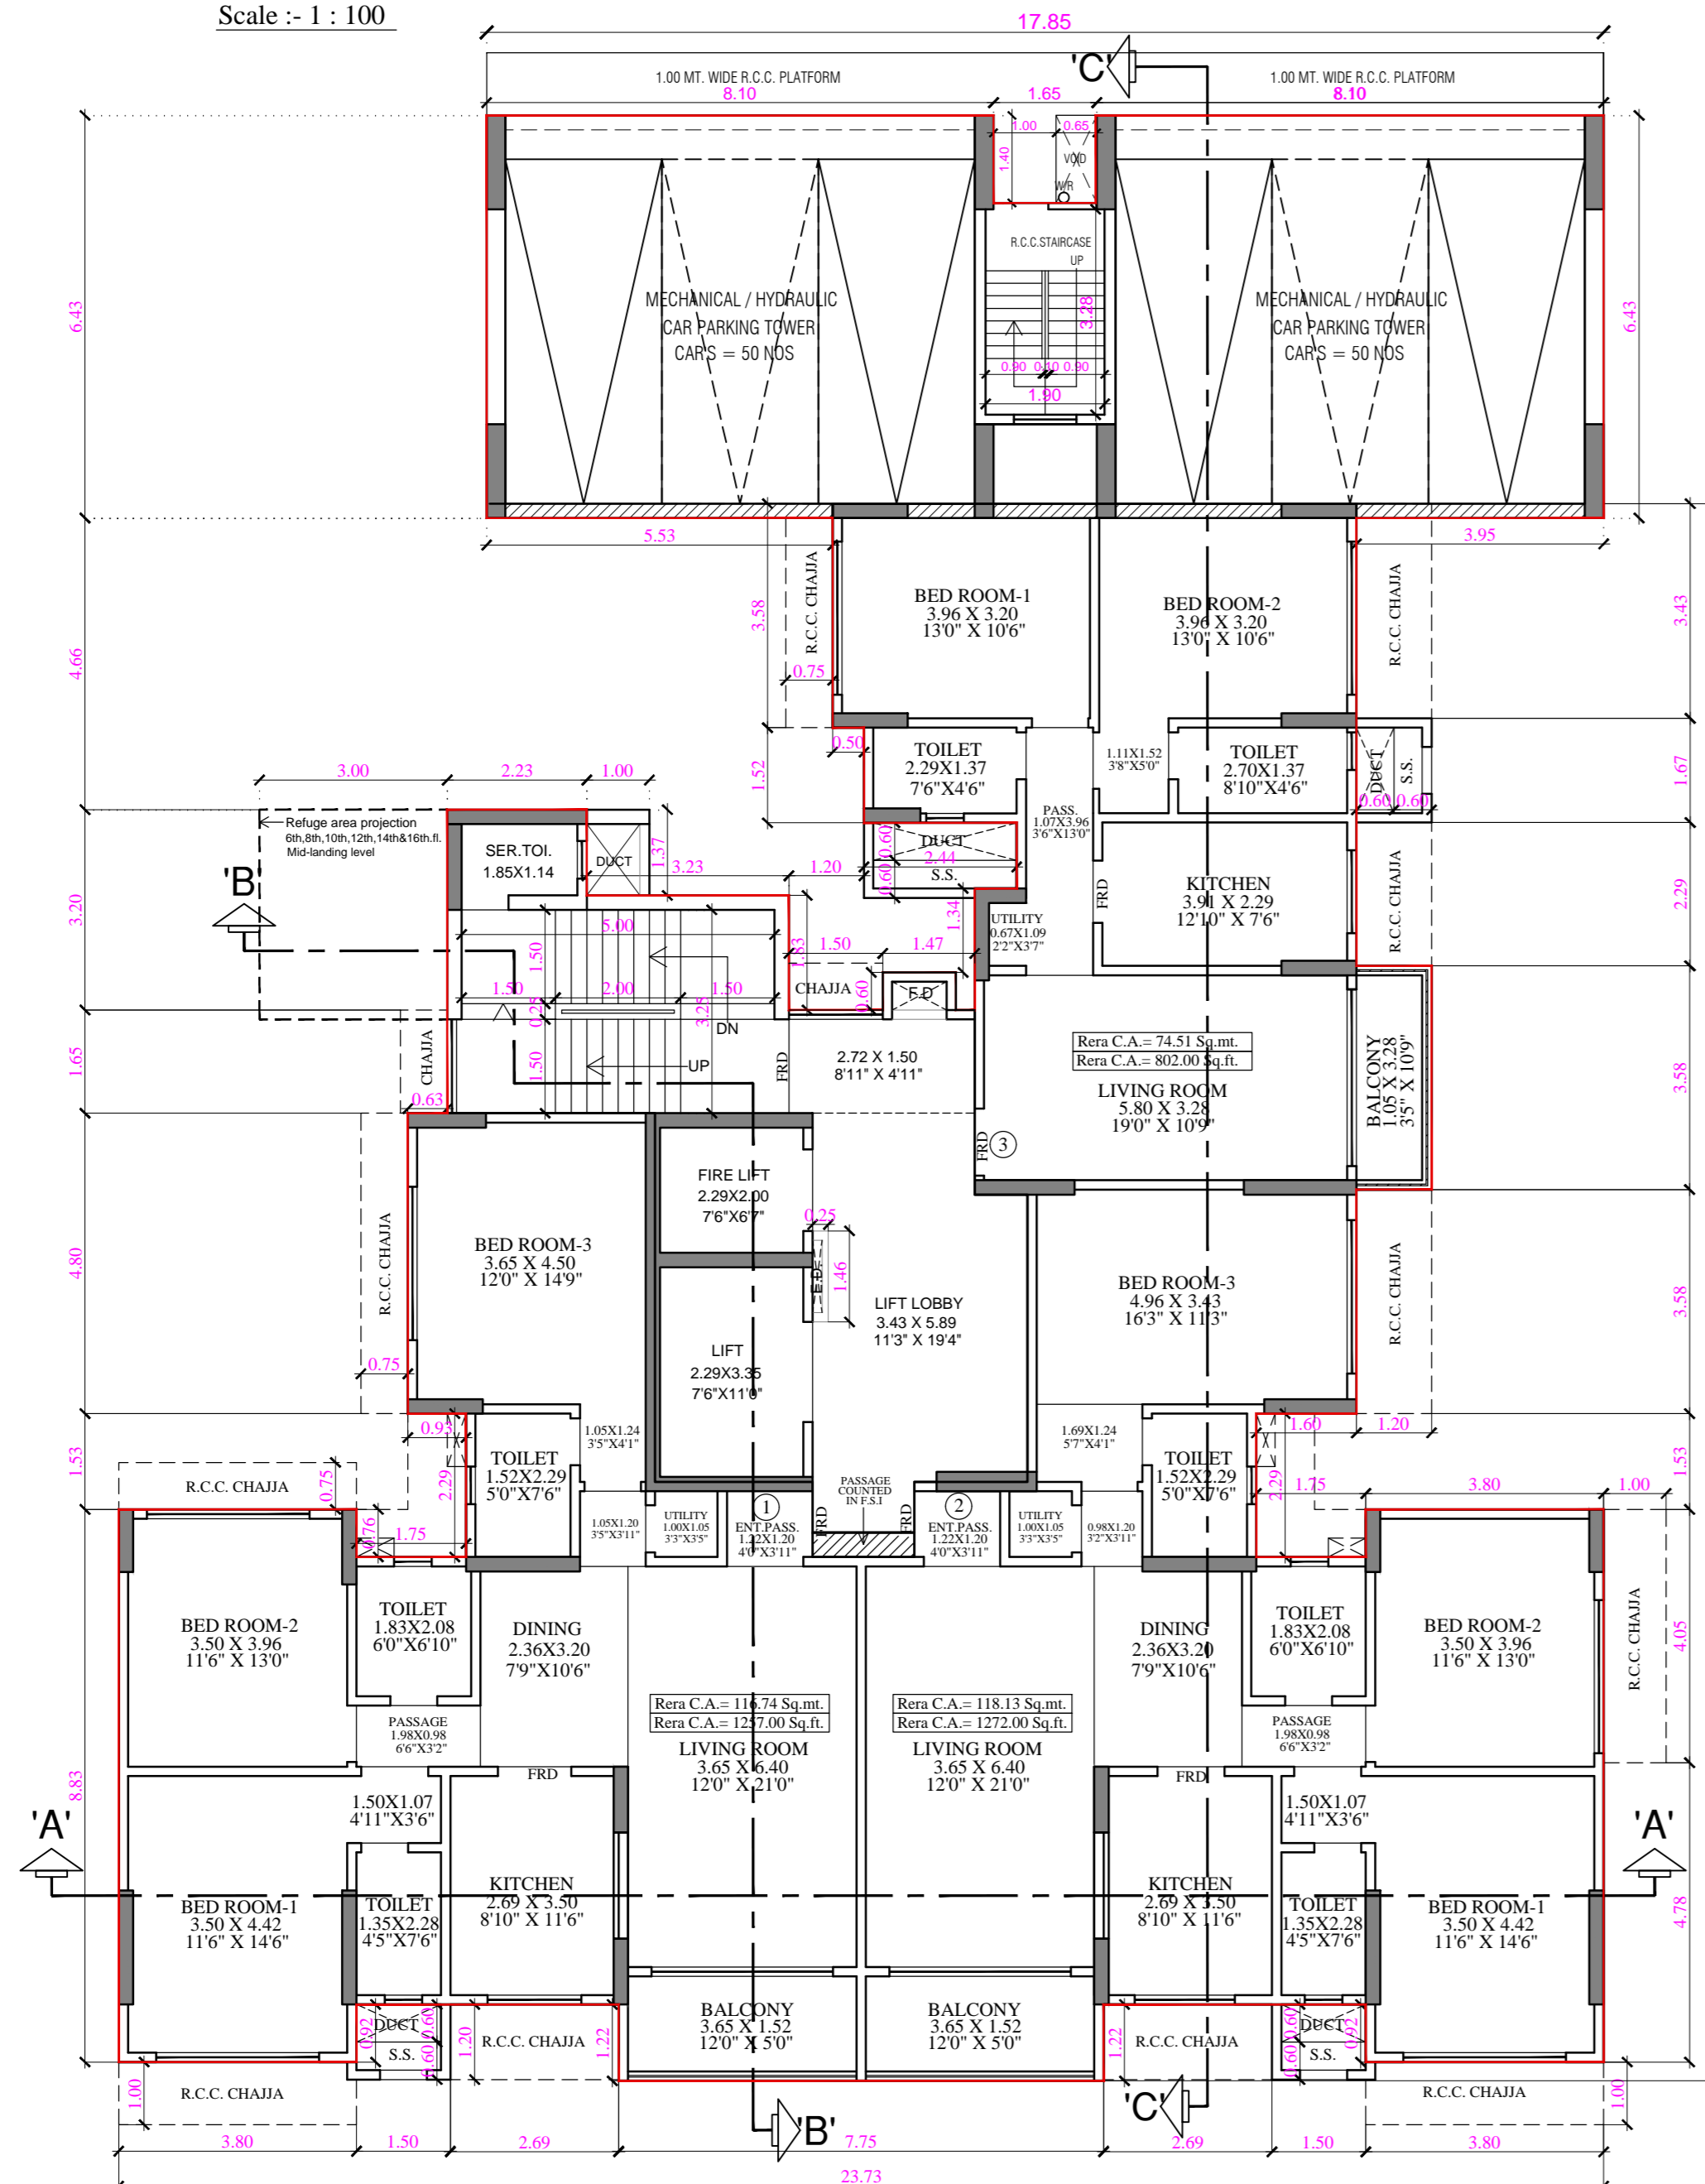 Scale :- 1 : 100
17.85
'C'
1.00 MT. WIDE R.C.C. PLATFORM
1.00 MT. WIDE R.C.C. PLATFORM
8.10
1.65
8.10
1.00
0.65
1.40
VOID
W/R
R.C.C.STAIRCASE
UP
6.43
MECHANICAL / HYDRAULIC
CAR PARKING TOWER
CAR'S = 50 NOS
3.28
MECHANICAL / HYDRAULIC
CAR PARKING TOWER
CAR'S = 50 NOS
6.43
0.90
0.10
0.90
1.90
5.53
3.95
4.66
3.58
R.C.C. CHAJJA
BED ROOM-1
3.96 X 3.20
13'0" X 10'6"
BED ROOM-2
3.96 X 3.20
13'0" X 10'6"
R.C.C. CHAJJA
3.43
0.75
0.50
1.52
TOILET
2.29X1.37
7'6"X4'6"
1.11X1.52
3'8"X5'0"
TOILET
2.70X1.37
8'10"X4'6"
DUCT
S.S.
0.60
0.60
1.67
3.00
2.23
1.00
Refuge area projection
6th,8th,10th,12th,14th&16th.fl.
Mid-landing level
SER.TOI.
1.85X1.14
DUCT
1.37
3.23
1.20
PASS.
1.07X3.96
3'6"X13'0"
0.60
DUCT
2.44
0.60
S.S.
FRD
KITCHEN
3.91 X 2.29
12'10" X 7'6"
R.C.C. CHAJJA
2.29
'B'
3.20
5.00
1.50
1.83
1.50
1.47
1.34
UTILITY
0.67X1.09
2'2"X3'7"
1.50
2.00
1.50
0.25
3.25
CHAJJA
0.60
F.D
DN
1.65
CHAJJA
1.50
UP
FRD
2.72 X 1.50
8'11" X 4'11"
Rera C.A.= 74.51 Sq.mt.
Rera C.A.= 802.00 Sq.ft.
LIVING ROOM
5.80 X 3.28
19'0" X 10'9"
BALCONY
1.05 X 3.28
3'5" X 10'9"
3.58
0.63
FRD
3
4.80
R.C.C. CHAJJA
BED ROOM-3
3.65 X 4.50
12'0" X 14'9"
FIRE LIFT
2.29X2.00
7'6"X6'7"
0.25
1.46
LIFT LOBBY
3.43 X 5.89
11'3" X 19'4"
BED ROOM-3
4.96 X 3.43
16'3" X 11'3"
R.C.C. CHAJJA
3.58
LIFT
2.29X3.35
7'6"X11'0"
0.75
0.93
1.60
1.20
1.53
2.29
TOILET
1.52X2.29
5'0"X7'6"
1.05X1.24
3'5"X4'1"
1.69X1.24
5'7"X4'1"
TOILET
1.52X2.29
5'0"X7'6"
2.29
1.53
1.75
3.80
1.00
R.C.C. CHAJJA
0.75
0.76
1.75
PASSAGE
COUNTED
IN F.S.I
1.05X1.20
3'5"X3'11"
UTILITY
1.00X1.05
3'3"X3'5"
1
ENT.PASS.
1.22X1.20
4'0"X3'11"
FRD
FRD
2
ENT.PASS.
1.22X1.20
4'0"X3'11"
UTILITY
1.00X1.05
3'3"X3'5"
0.98X1.20
3'2"X3'11"
BED ROOM-2
3.50 X 3.96
11'6" X 13'0"
TOILET
1.83X2.08
6'0"X6'10"
DINING
2.36X3.20
7'9"X10'6"
DINING
2.36X3.20
7'9"X10'6"
TOILET
1.83X2.08
6'0"X6'10"
BED ROOM-2
3.50 X 3.96
11'6" X 13'0"
R.C.C. CHAJJA
4.05
Rera C.A.= 116.74 Sq.mt.
Rera C.A.= 1257.00 Sq.ft.
Rera C.A.= 118.13 Sq.mt.
Rera C.A.= 1272.00 Sq.ft.
PASSAGE
1.98X0.98
6'6"X3'2"
LIVING ROOM
3.65 X 6.40
12'0" X 21'0"
LIVING ROOM
3.65 X 6.40
12'0" X 21'0"
PASSAGE
1.98X0.98
6'6"X3'2"
FRD
FRD
8.83
1.50X1.07
4'11"X3'6"
1.50X1.07
4'11"X3'6"
'A'
'A'
BED ROOM-1
3.50 X 4.42
11'6" X 14'6"
TOILET
1.35X2.28
4'5"X7'6"
KITCHEN
2.69 X 3.50
8'10" X 11'6"
KITCHEN
2.69 X 3.50
8'10" X 11'6"
TOILET
1.35X2.28
4'5"X7'6"
BED ROOM-1
3.50 X 4.42
11'6" X 14'6"
4.78
0.92
DUCT
0.60
S.S.
0.60
1.20
R.C.C. CHAJJA
1.22
BALCONY
3.65 X 1.52
12'0" X 5'0"
BALCONY
3.65 X 1.52
12'0" X 5'0"
1.22
R.C.C. CHAJJA
0.60
DUCT
0.92
0.60
S.S.
1.00
R.C.C. CHAJJA
R.C.C. CHAJJA
1.00
'B'
'C'
3.80
1.50
2.69
7.75
2.69
1.50
3.80
23.73